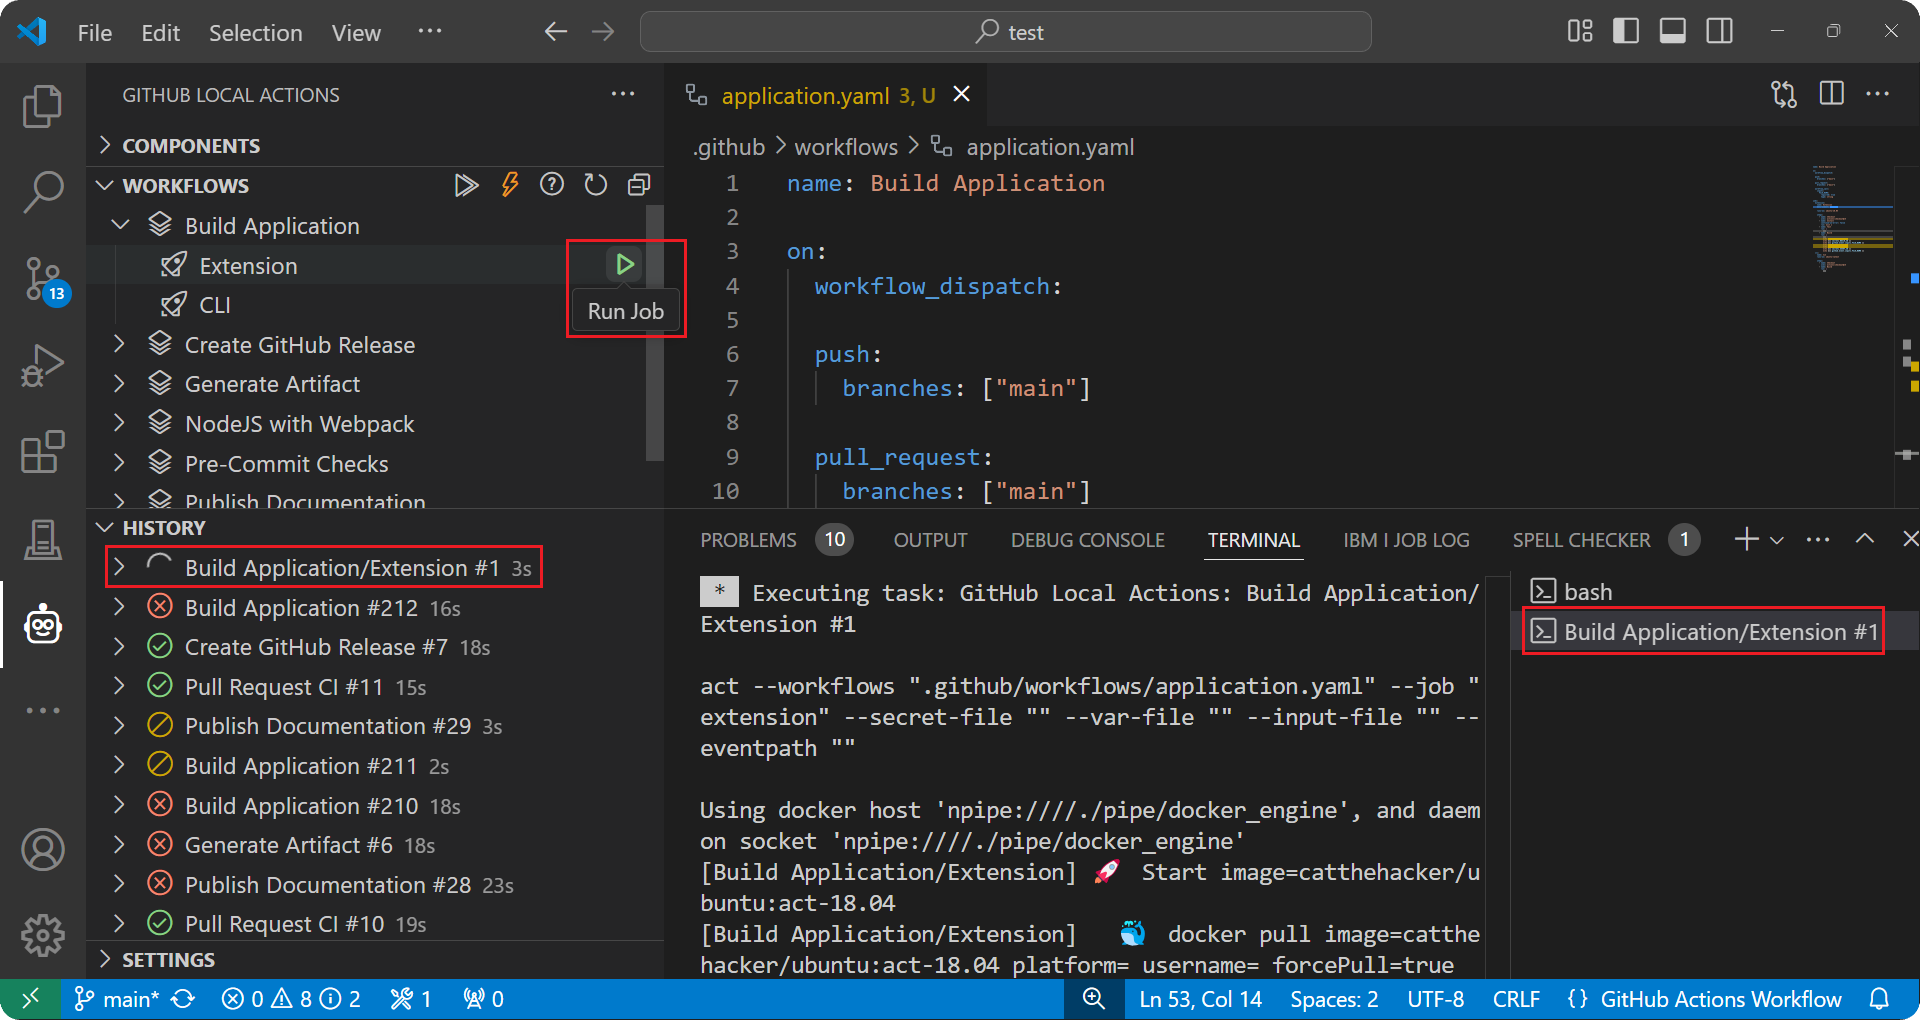 File Edit Selection View ···
test
GITHUB LOCAL ACTIONS
COMPONENTS
WORKFLOWS
Build Application
Extension
Run Job
CLI
Create GitHub Release
Generate Artifact
NodeJS with Webpack
Pre-Commit Checks
Publish Documentation
HISTORY
Build Application/Extension #1 3s
Build Application #212 16s
Create GitHub Release #7 18s
Pull Request CI #11 15s
Publish Documentation #29 3s
Build Application #211 2s
Build Application #210 18s
Generate Artifact #6 18s
Publish Documentation #28 23s
Pull Request CI #10 19s
SETTINGS
13
application.yaml 3, U
.github > workflows > application.yaml
1 name: Build Application
2
3 on:
4 workflow_dispatch:
5
6 push:
7 branches: ["main"]
8
9 pull_request:
10 branches: ["main"]
PROBLEMS 10 OUTPUT DEBUG CONSOLE TERMINAL IBM I JOB LOG SPELL CHECKER 1
* Executing task: GitHub Local Actions: Build Application/
Extension #1
act --workflows ".github/workflows/application.yaml" --job "
extension" --secret-file "" --var-file "" --input-file "" --
eventpath ""
Using docker host 'npipe:////./pipe/docker_engine', and daem
on socket 'npipe:////./pipe/docker_engine'
[Build Application/Extension] 🚀 Start image=catthehacker/u
buntu:act-18.04
[Build Application/Extension] 🐳 docker pull image=catthe
hacker/ubuntu:act-18.04 platform= username= forcePull=true
bash
Build Application/Extension #1
main* 0 8 2 1 0
Ln 53, Col 14 Spaces: 2 UTF-8 CRLF {} GitHub Actions Workflow